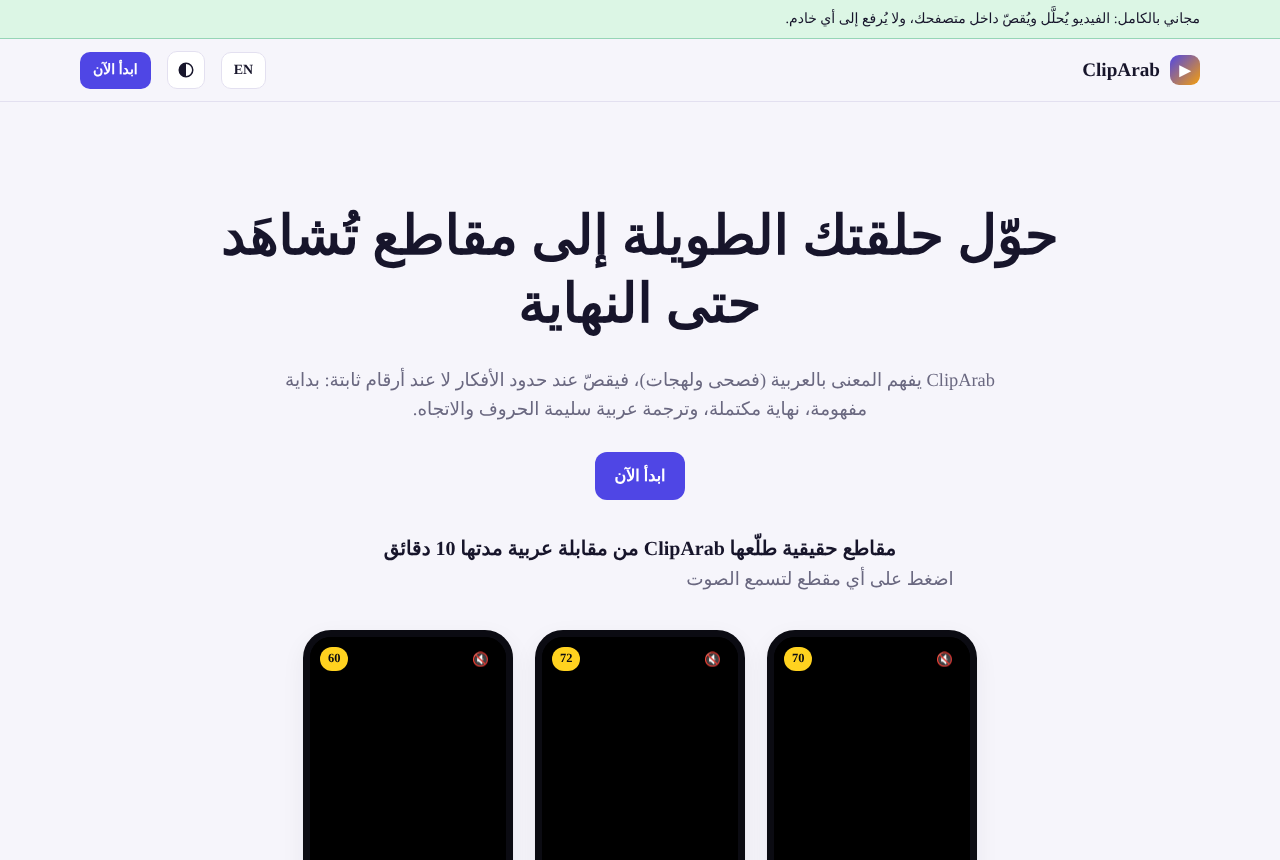 مجاني بالكامل: الفيديو يُحلَّل ويُقصّ داخل متصفحك، ولا يُرفع إلى أي خادم.
ClipArab
EN
ابدأ الآن
حوّل حلقتك الطويلة إلى مقاطع تُشاهَد
حتى النهاية
ClipArab يفهم المعنى بالعربية (فصحى ولهجات)، فيقصّ عند حدود الأفكار لا عند أرقام ثابتة: بداية
مفهومة، نهاية مكتملة، وترجمة عربية سليمة الحروف والاتجاه.
ابدأ الآن
مقاطع حقيقية طلّعها ClipArab من مقابلة عربية مدتها 10 دقائق
اضغط على أي مقطع لتسمع الصوت
70
72
60